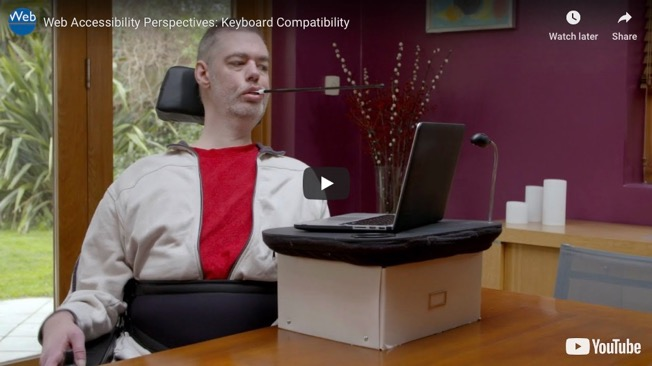 Web
Web Accessibility Perspectives: Keyboard Compatibility
Watch later
Share
YouTube